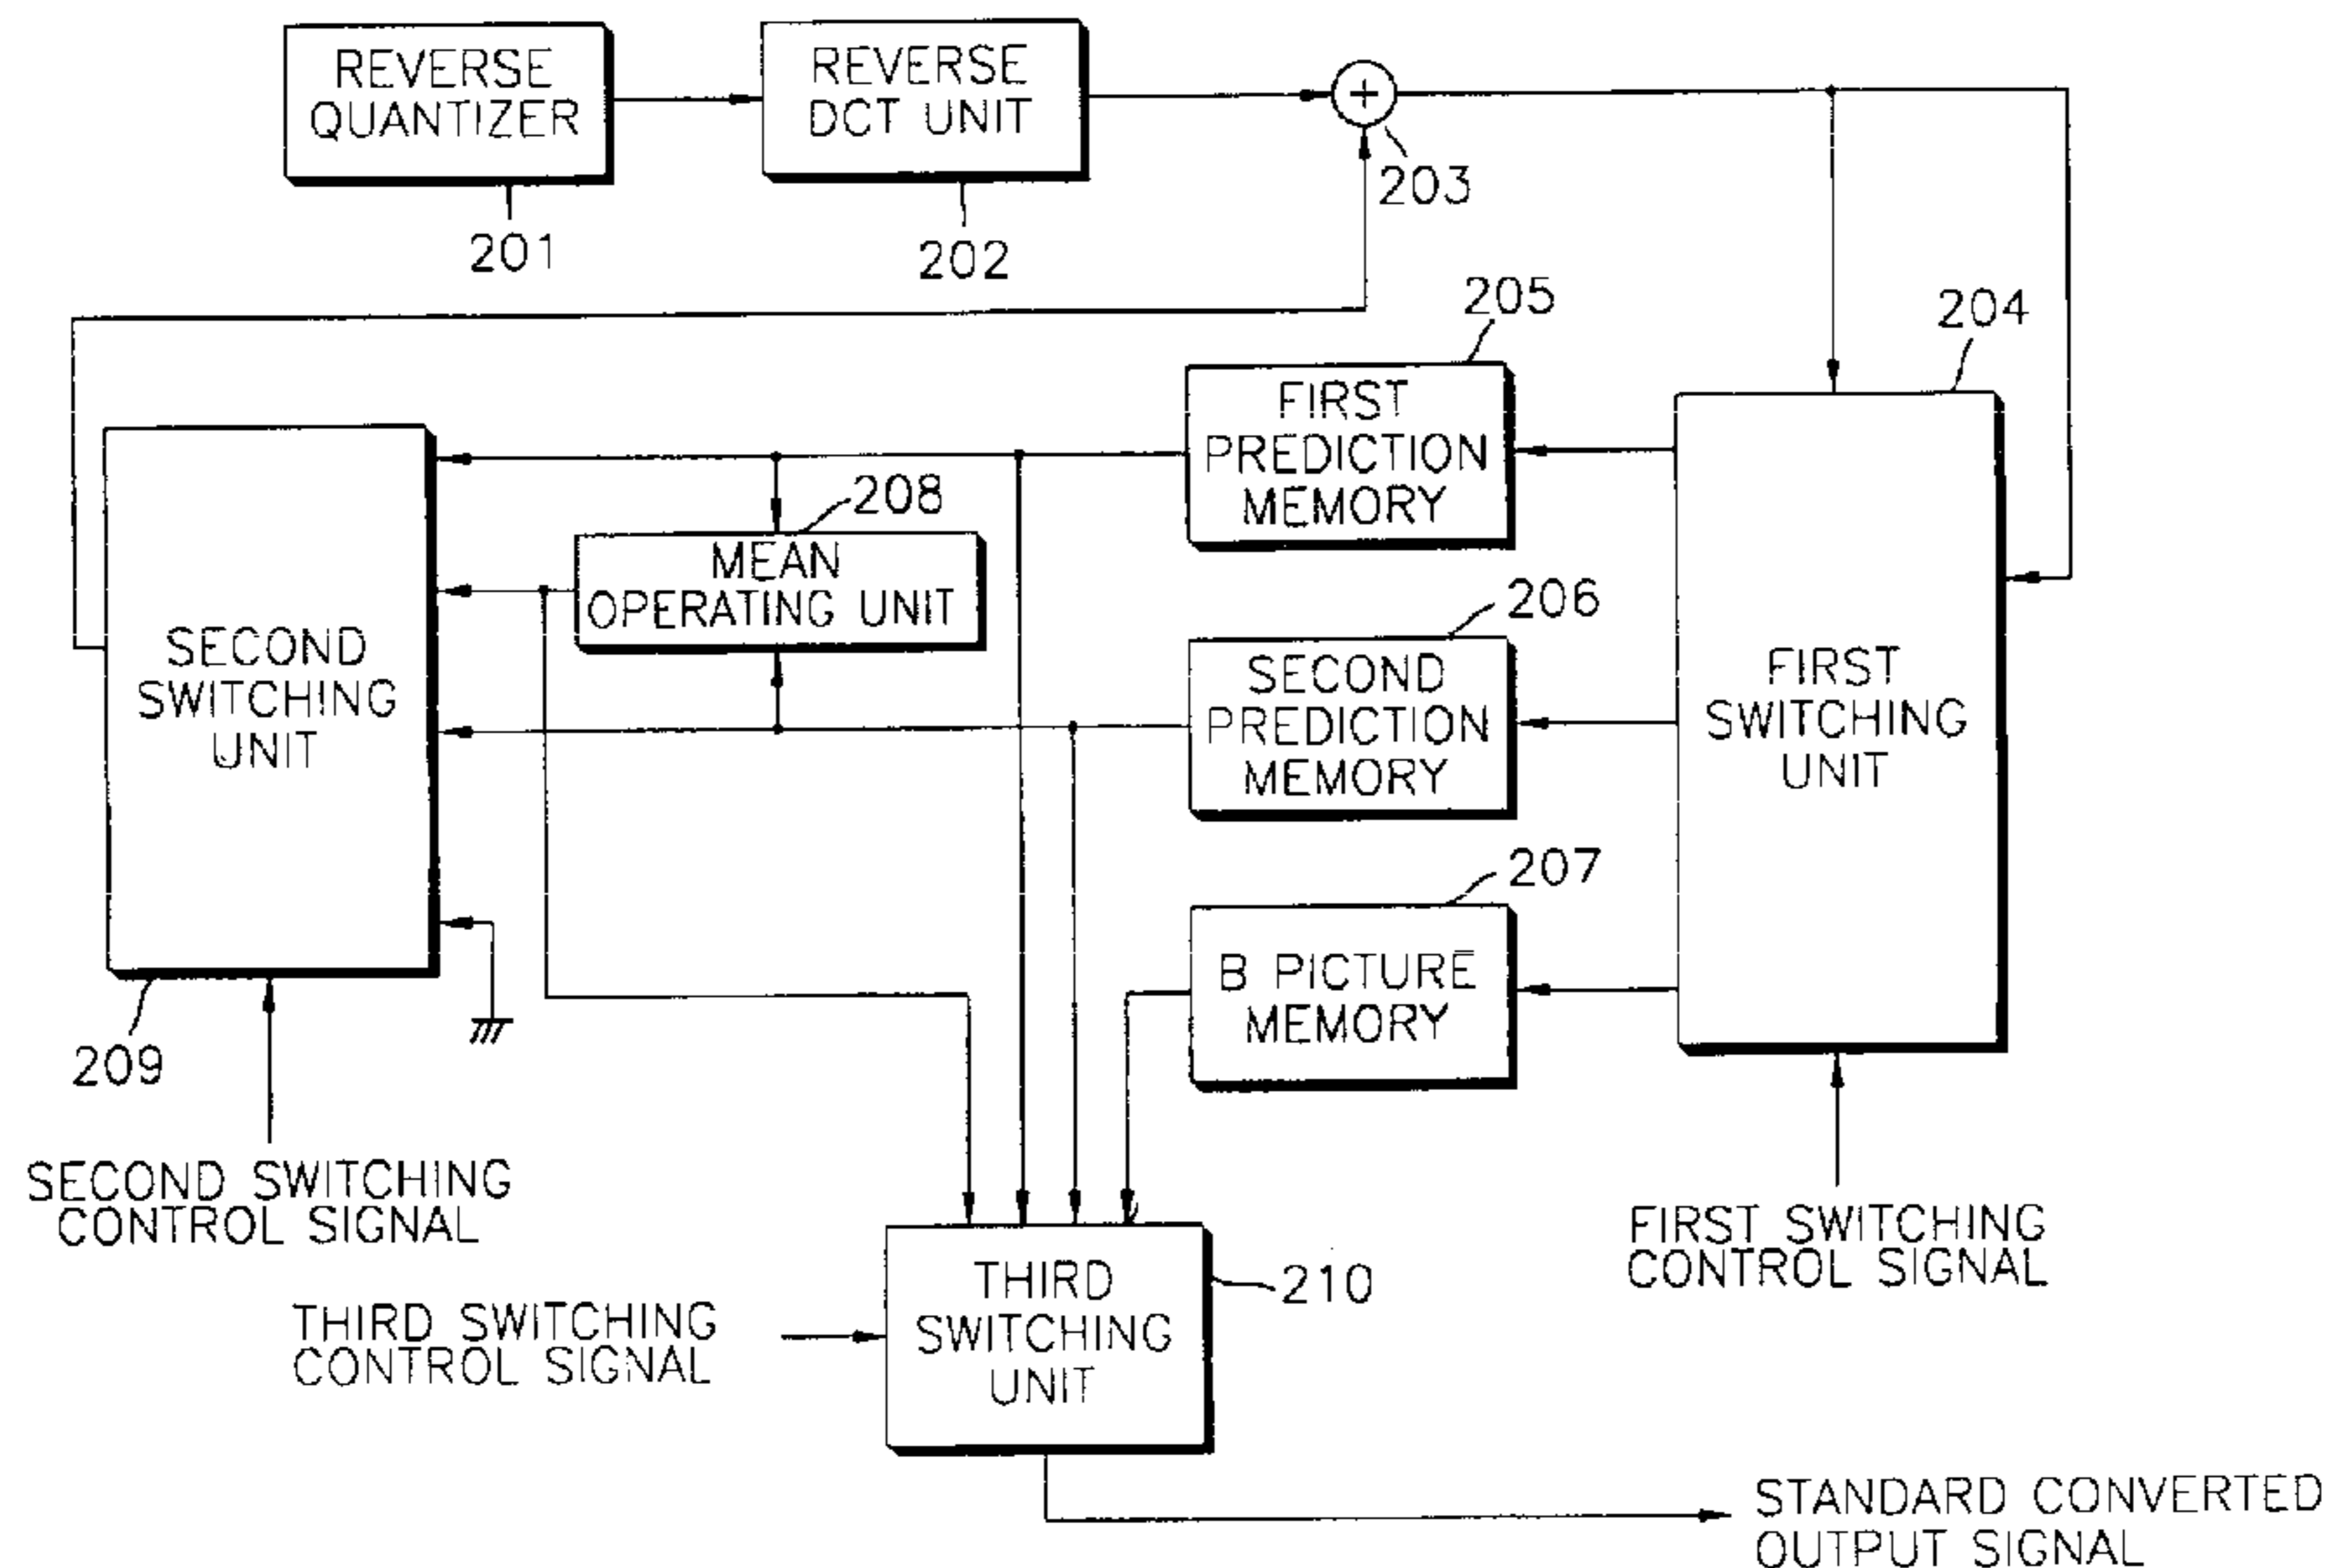 REVERSE
QUANTIZER
201
REVERSE
DCT UNIT
202
+
203
205
204
FIRST
PREDICTION
MEMORY
208
MEAN
OPERATING UNIT
206
SECOND
SWITCHING
UNIT
SECOND
PREDICTION
MEMORY
FIRST
SWITCHING
UNIT
207
B PICTURE
MEMORY
209
SECOND SWITCHING
CONTROL SIGNAL
FIRST SWITCHING
CONTROL SIGNAL
THIRD SWITCHING
CONTROL SIGNAL
THIRD
SWITCHING
UNIT
210
STANDARD CONVERTED
OUTPUT SIGNAL